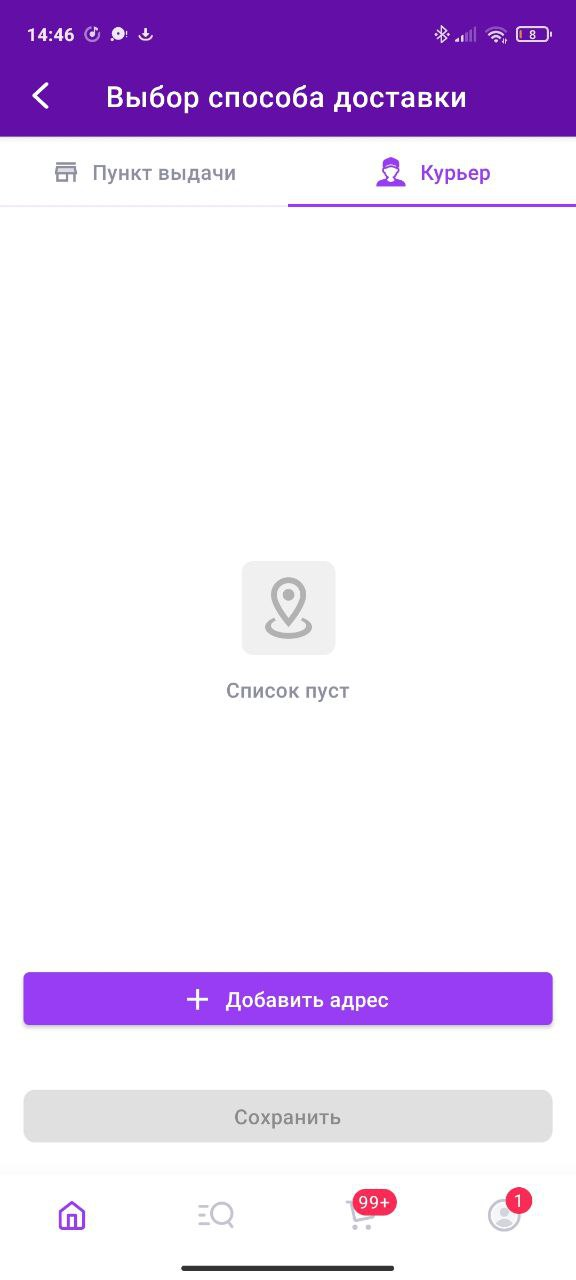 14:46
8
Выбор способа доставки
Пункт выдачи
Курьер
Список пуст
Добавить адрес
Сохранить
99+
1